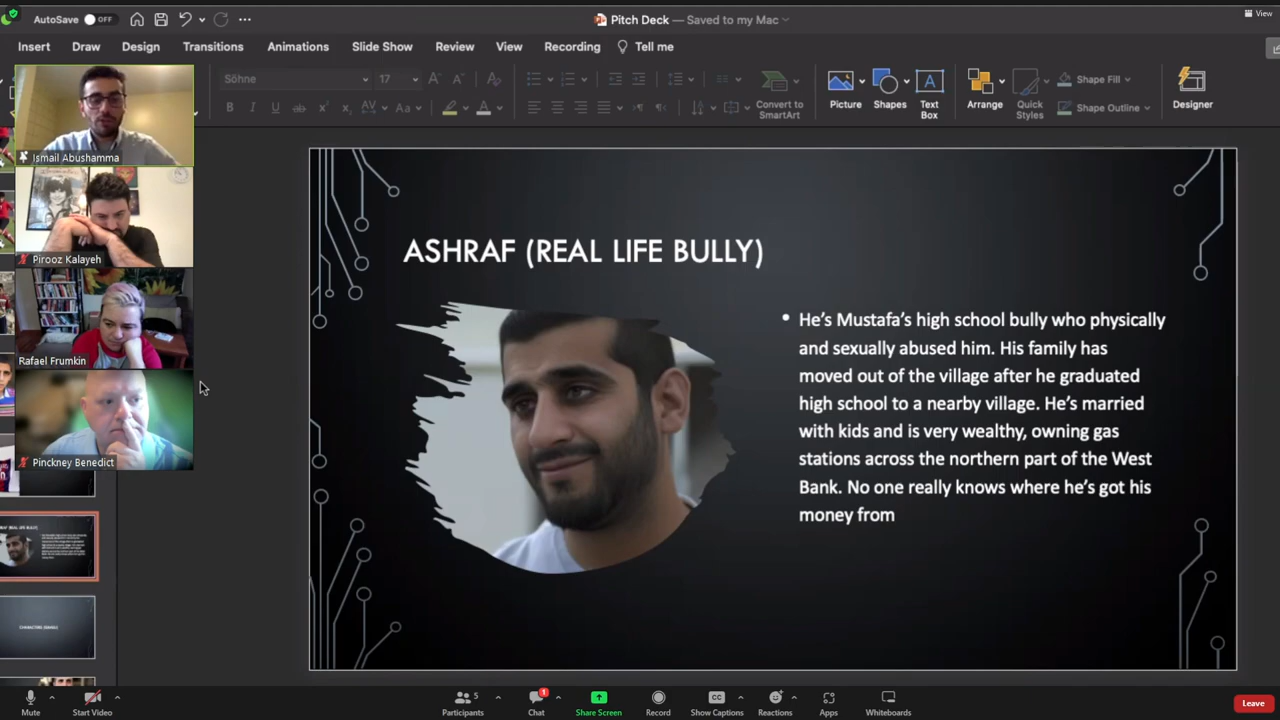 View
AutoSave OFF
Pitch Deck — Saved to my Mac
Insert Draw Design Transitions Animations Slide Show Review View Recording Tell me
Söhne 17
Convert to SmartArt
Picture
Shapes
Text Box
Arrange
Quick Styles
Shape Fill
Shape Outline
Designer
Ismail Abushamma
Pirooz Kalayeh
Rafael Frumkin
Pinckney Benedict
ASHRAF (REAL LIFE BULLY)
• He's Mustafa's high school bully who physically
and sexually abused him. His family has
moved out of the village after he graduated
high school to a nearby village. He's married
with kids and is very wealthy, owning gas
stations across the northern part of the West
Bank. No one really knows where he's got his
money from
Mute
Start Video
Participants 5
Chat 1
Share Screen
Record
Show Captions
Reactions
Apps
Whiteboards
Leave